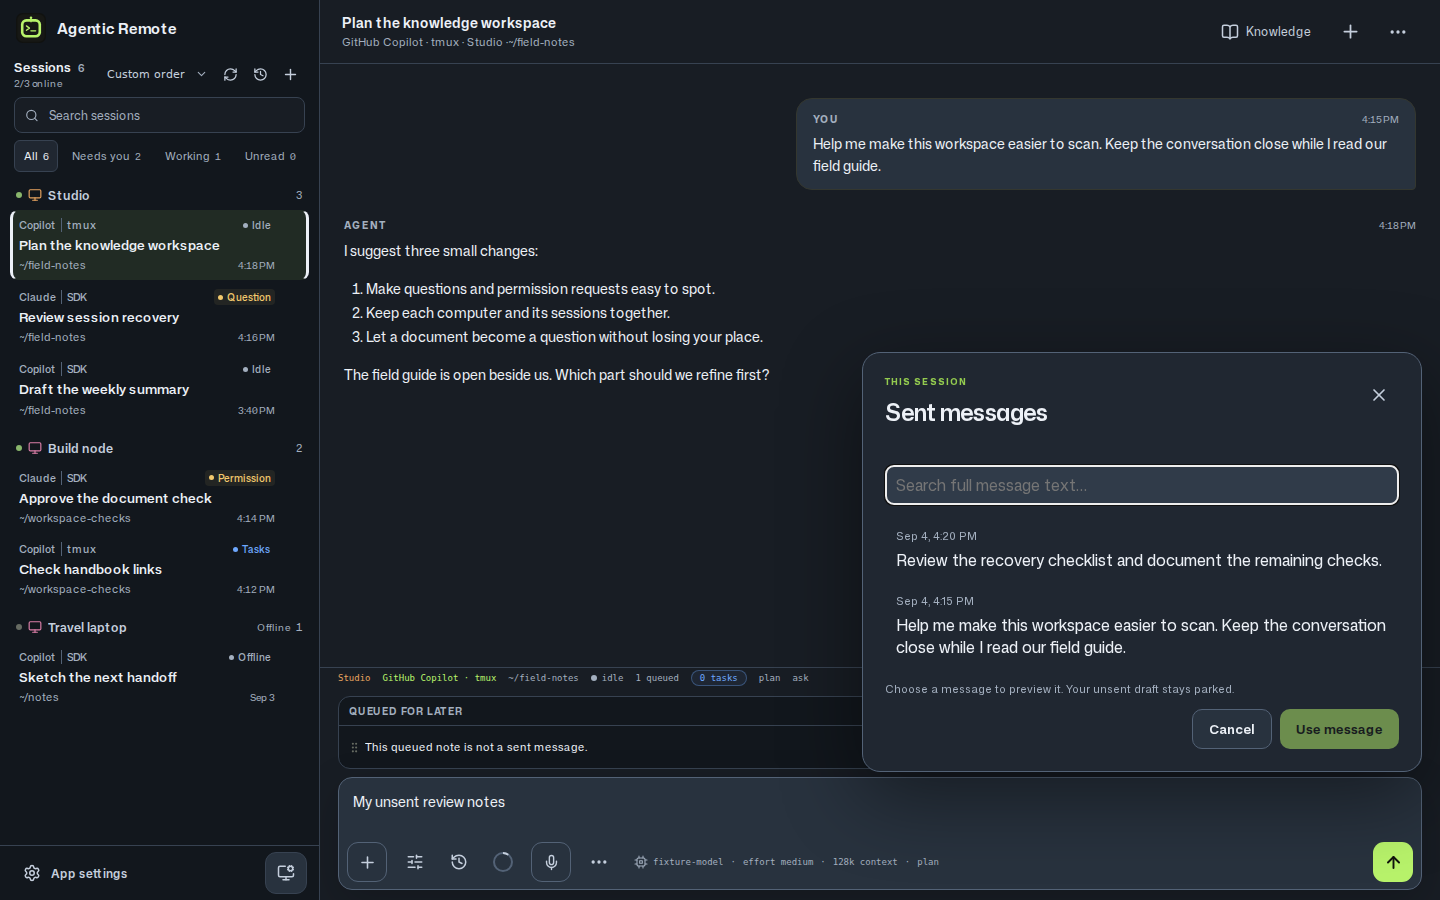 Agentic Remote
Sessions 6
2/3 online
Custom order
Search sessions
All 6
Needs you 2
Working 1
Unread 0
Studio 3
Copilot | tmux Idle
Plan the knowledge workspace
~/field-notes 4:18 PM
Claude | SDK Question
Review session recovery
~/field-notes 4:16 PM
Copilot | SDK Idle
Draft the weekly summary
~/field-notes 3:40 PM
Build node 2
Claude | SDK Permission
Approve the document check
~/workspace-checks 4:14 PM
Copilot | tmux Tasks
Check handbook links
~/workspace-checks 4:12 PM
Travel laptop Offline 1
Copilot | SDK Offline
Sketch the next handoff
~/notes Sep 3
App settings
Plan the knowledge workspace
GitHub Copilot · tmux · Studio · ~/field-notes
Knowledge
YOU 4:15 PM
Help me make this workspace easier to scan. Keep the conversation close while I read our
field guide.
AGENT 4:18 PM
I suggest three small changes:
1. Make questions and permission requests easy to spot.
2. Keep each computer and its sessions together.
3. Let a document become a question without losing your place.
The field guide is open beside us. Which part should we refine first?
THIS SESSION
Sent messages
Search full message text...
Sep 4, 4:20 PM
Review the recovery checklist and document the remaining checks.
Sep 4, 4:15 PM
Help me make this workspace easier to scan. Keep the conversation
close while I read our field guide.
Choose a message to preview it. Your unsent draft stays parked.
Cancel
Use message
Studio GitHub Copilot · tmux ~/field-notes idle 1 queued 0 tasks plan ask
QUEUED FOR LATER
This queued note is not a sent message.
My unsent review notes
fixture-model · effort medium · 128k context · plan